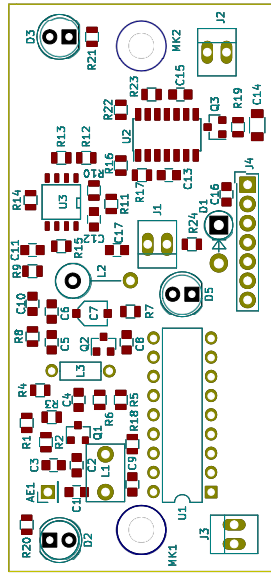 D3
R21
MK2
J2
R23
C15
C14
R22
U2
Q3
R19
R13
R12
R16
R17
C13
J4
R10
C16
R14
U3
R11
D1
C12
J1
R24
C11
R15
C17
R9
L2
D5
C10
C6
C7
R7
R8
C5
Q2
C8
L3
R4
C4
R5
R3
R6
R1
R2
Q1
R18
C3
C2
L1
C9
AE1
C1
U1
R20
D2
MK1
J3